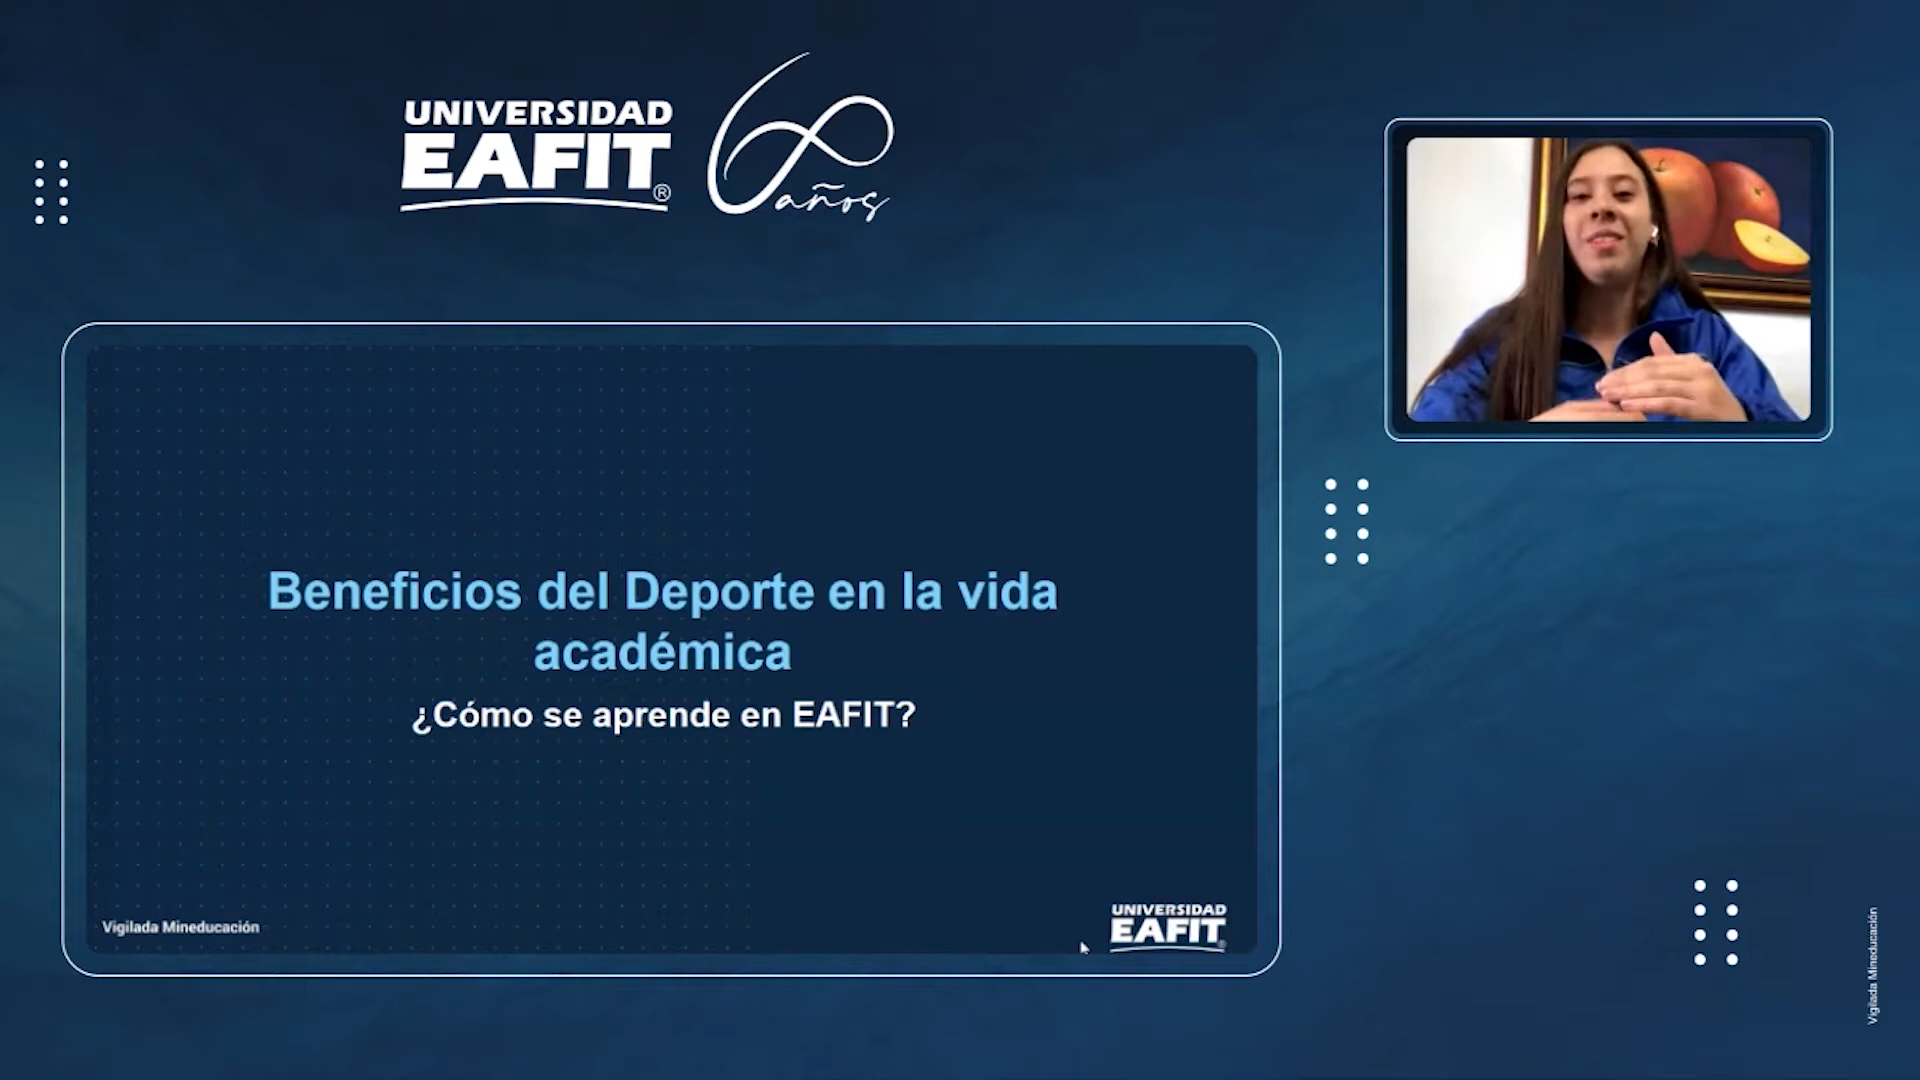 UNIVERSIDAD
EAFIT®
60
años
Beneficios del Deporte en la vida
académica
¿Cómo se aprende en EAFIT?
Vigilada Mineducación
UNIVERSIDAD
EAFIT®
Vigilada Mineducación